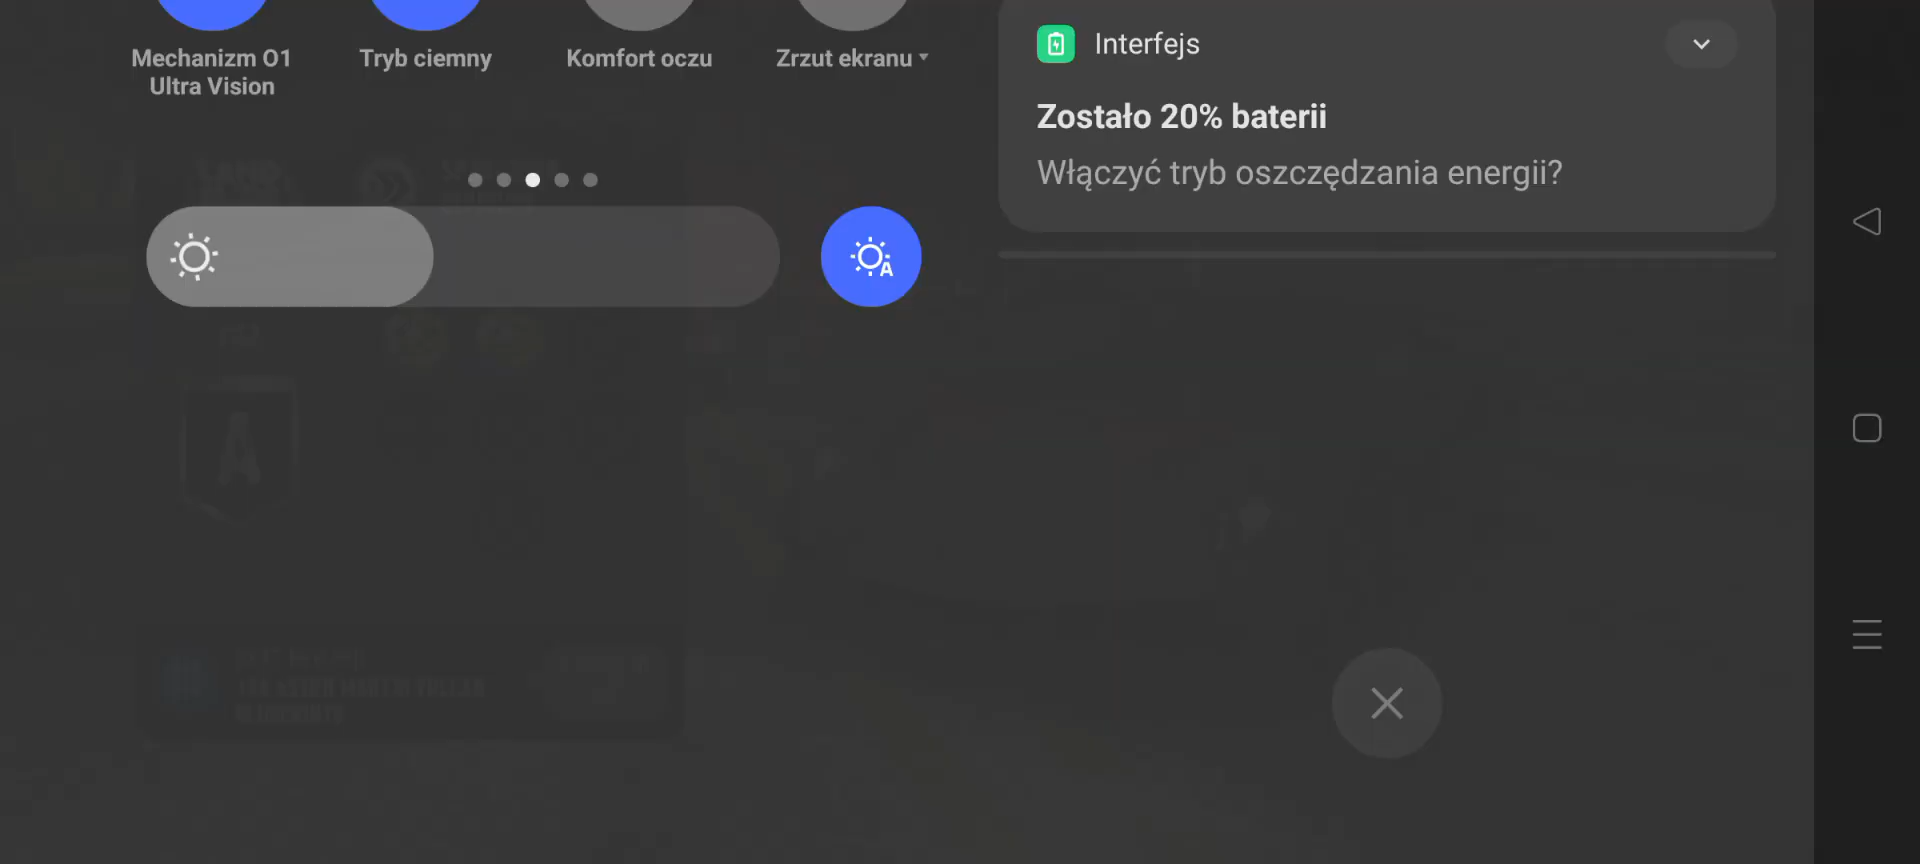 Mechanizm O1
Ultra Vision
Tryb ciemny
Komfort oczu
Zrzut ekranu
A
Interfejs
Zostało 20% baterii
Włączyć tryb oszczędzania energii?
A